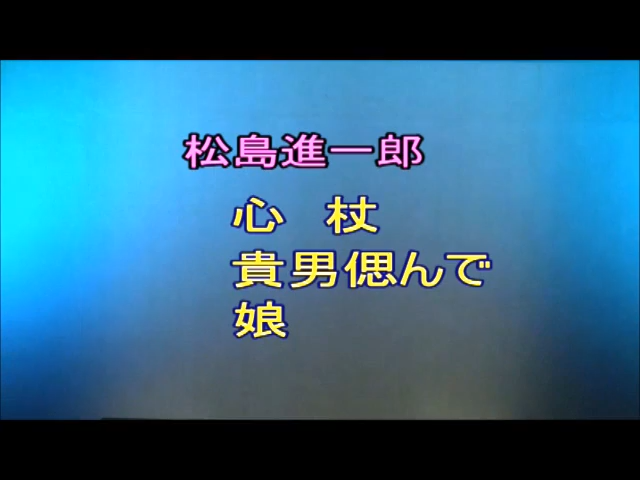 松島進一郎
心 杖
貴男偲んで
娘